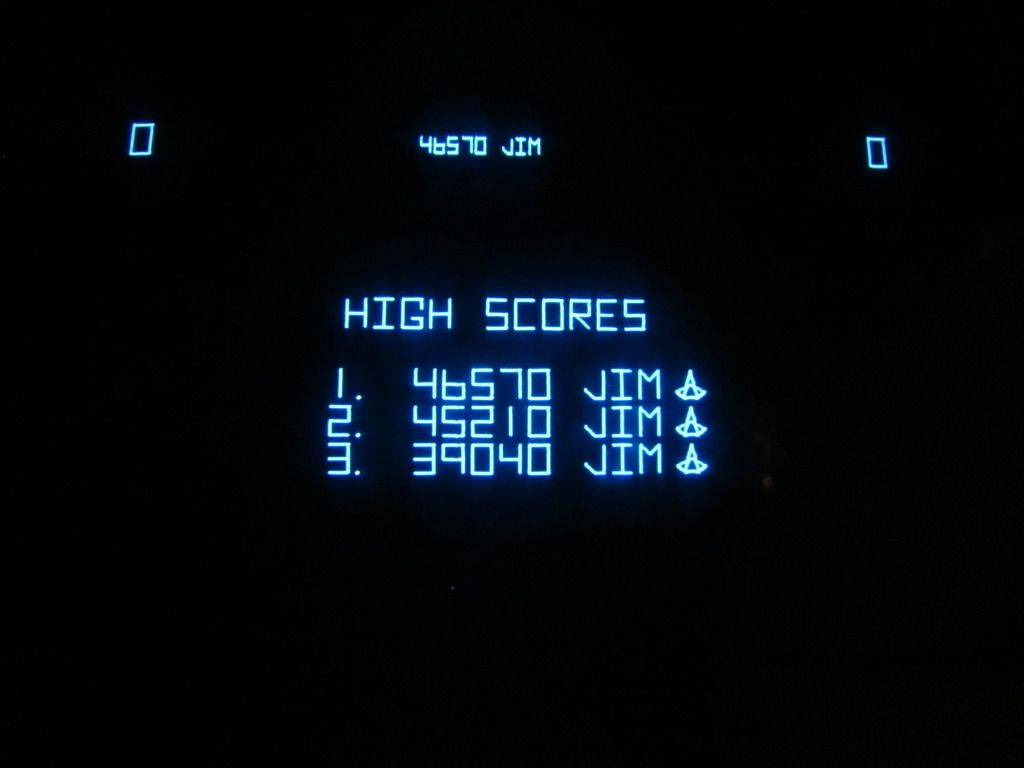 0 46570 JIM 0
HIGH SCORES
1. 46570 JIM
2. 45210 JIM
3. 39040 JIM